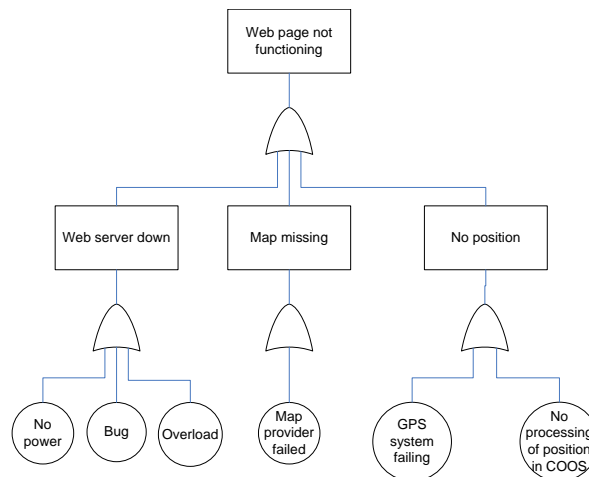 Web page not
functioning
Web server down
Map missing
No position
No
power
Bug
Overload
Map
provider
failed
GPS
system
failing
No
processing
of position
in COOS